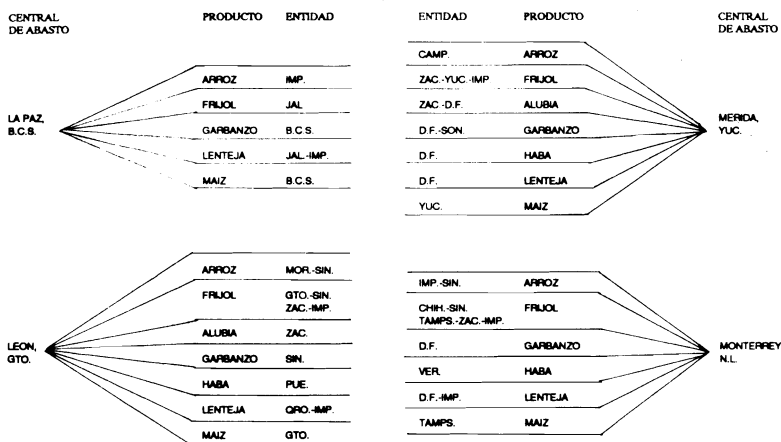 CENTRAL DE ABASTO PRODUCTO ENTIDAD
LA PAZ, B.C.S.
ARROZ IMP.
FRIJOL JAL
GARBANZO B.C.S.
LENTEJA JAL.-IMP.
MAIZ B.C.S.
ENTIDAD PRODUCTO CENTRAL DE ABASTO
CAMP. ARROZ
ZAC.-YUC.-IMP FRIJOL
ZAC.-D.F. ALUBIA
D.F.-SON. GARBANZO
D.F. HABA
D.F. LENTEJA
YUC. MAIZ
MERIDA, YUC.
LEON, GTO.
ARROZ MOR.-SIN.
FRIJOL GTO.-SIN.
ZAC.-IMP.
ALUBIA ZAC.
GARBANZO SIN.
HABA PUE.
LENTEJA QRO.-IMP.
MAIZ GTO.
IMP.-SIN. ARROZ
CHIH.-SIN. FRIJOL
TAMPS.-ZAC.-IMP.
D.F. GARBANZO
VER. HABA
D.F.-IMP. LENTEJA
TAMPS. MAIZ
MONTERREY N.L.